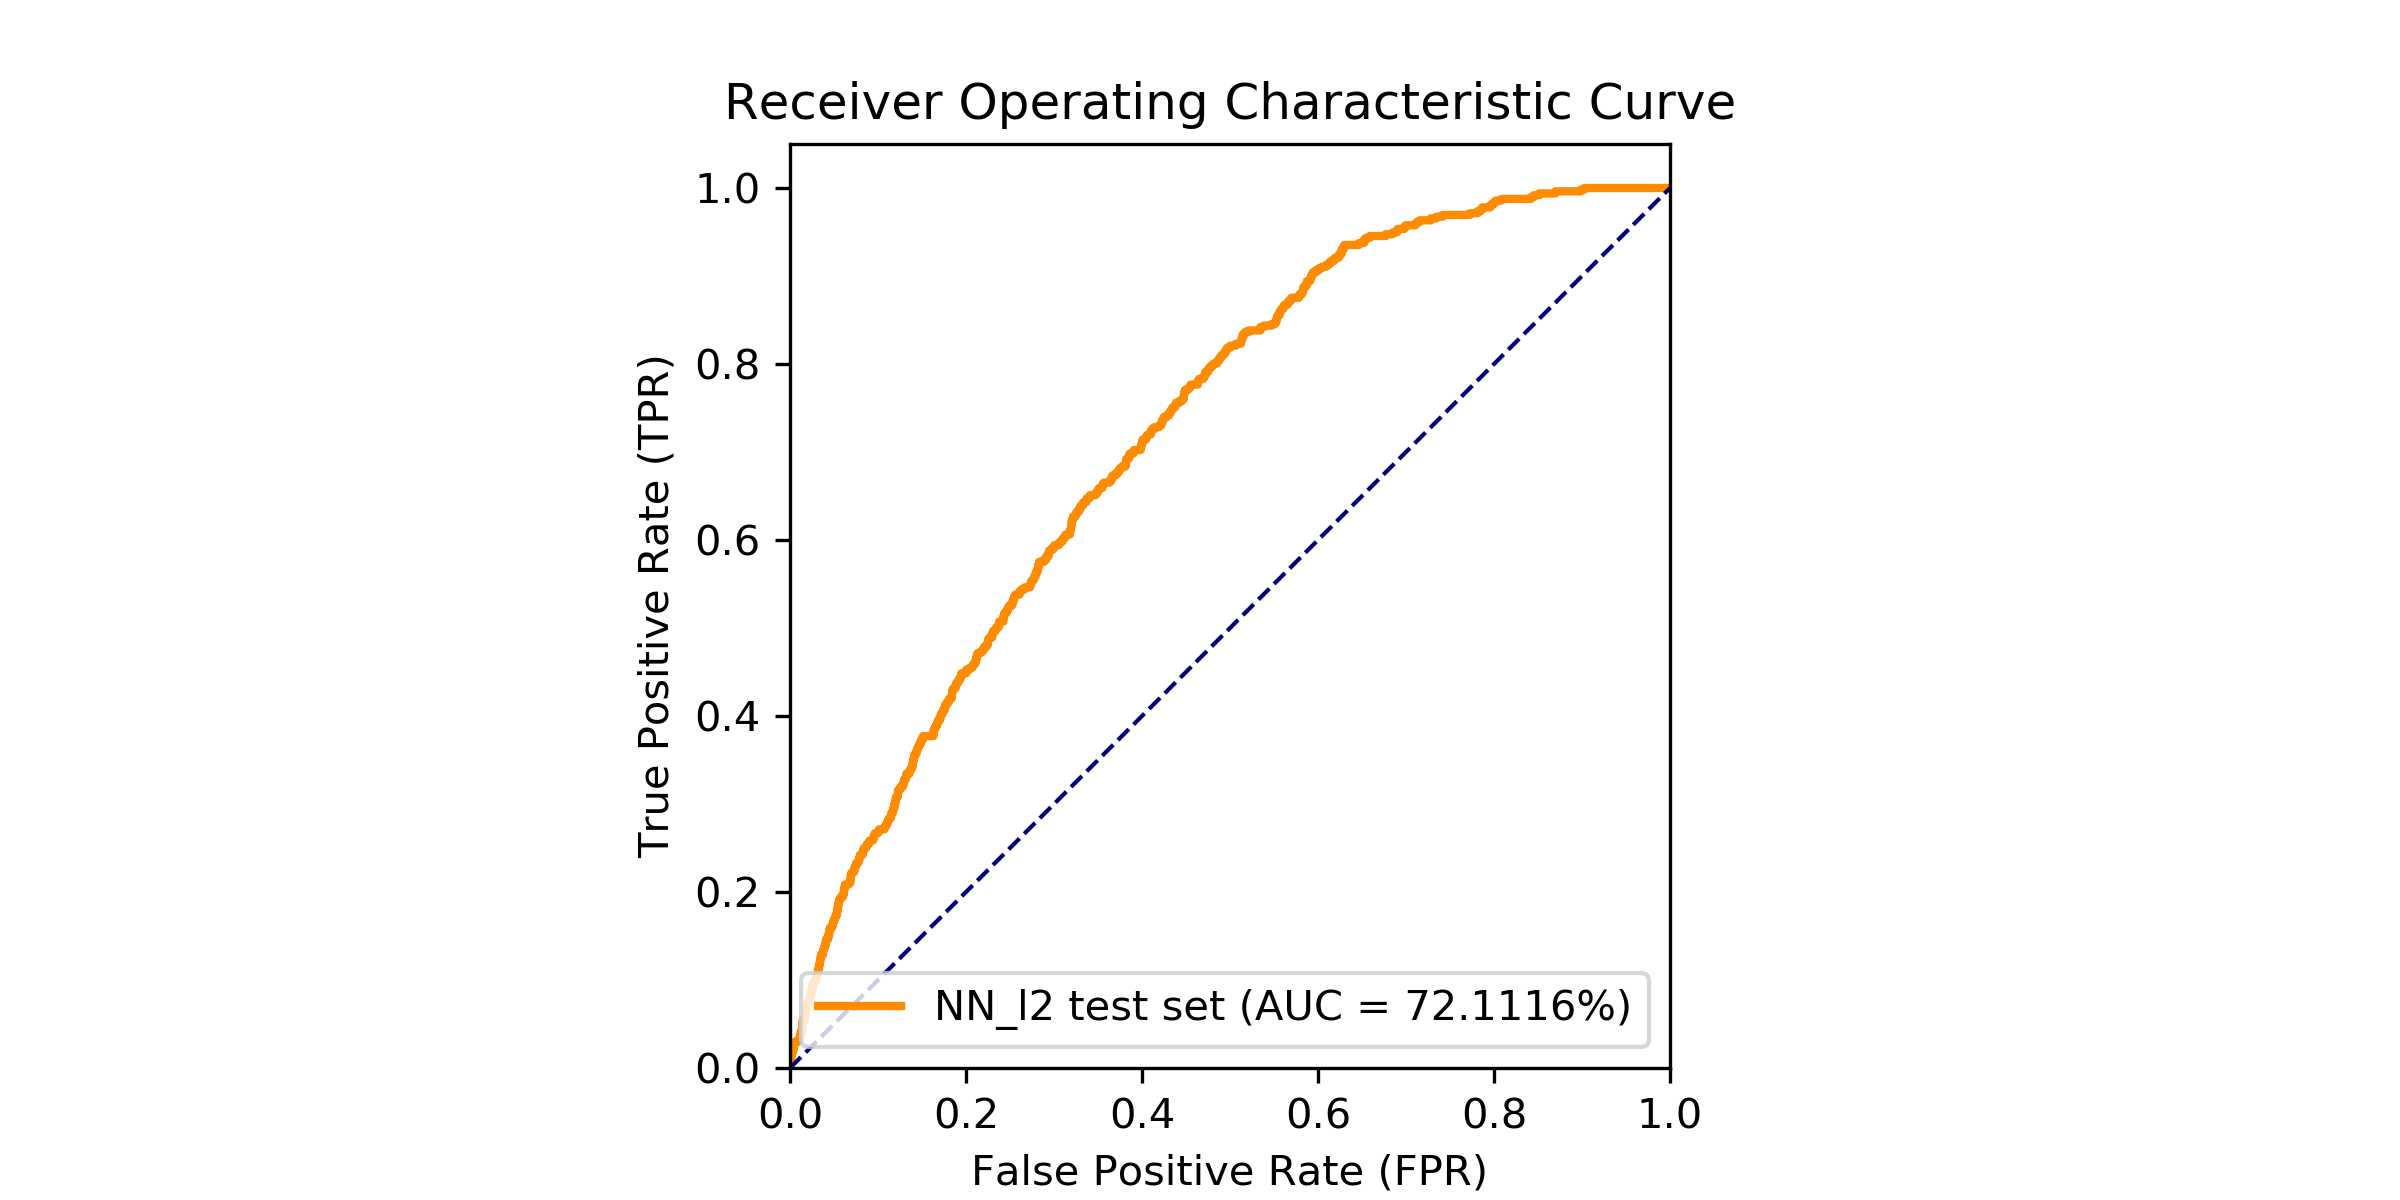 Receiver Operating Characteristic Curve
1.0
0.8
0.6
0.4
0.2
0.0
True Positive Rate (TPR)
NN_l2 test set (AUC = 72.1116%)
0.0 0.2 0.4 0.6 0.8 1.0
False Positive Rate (FPR)